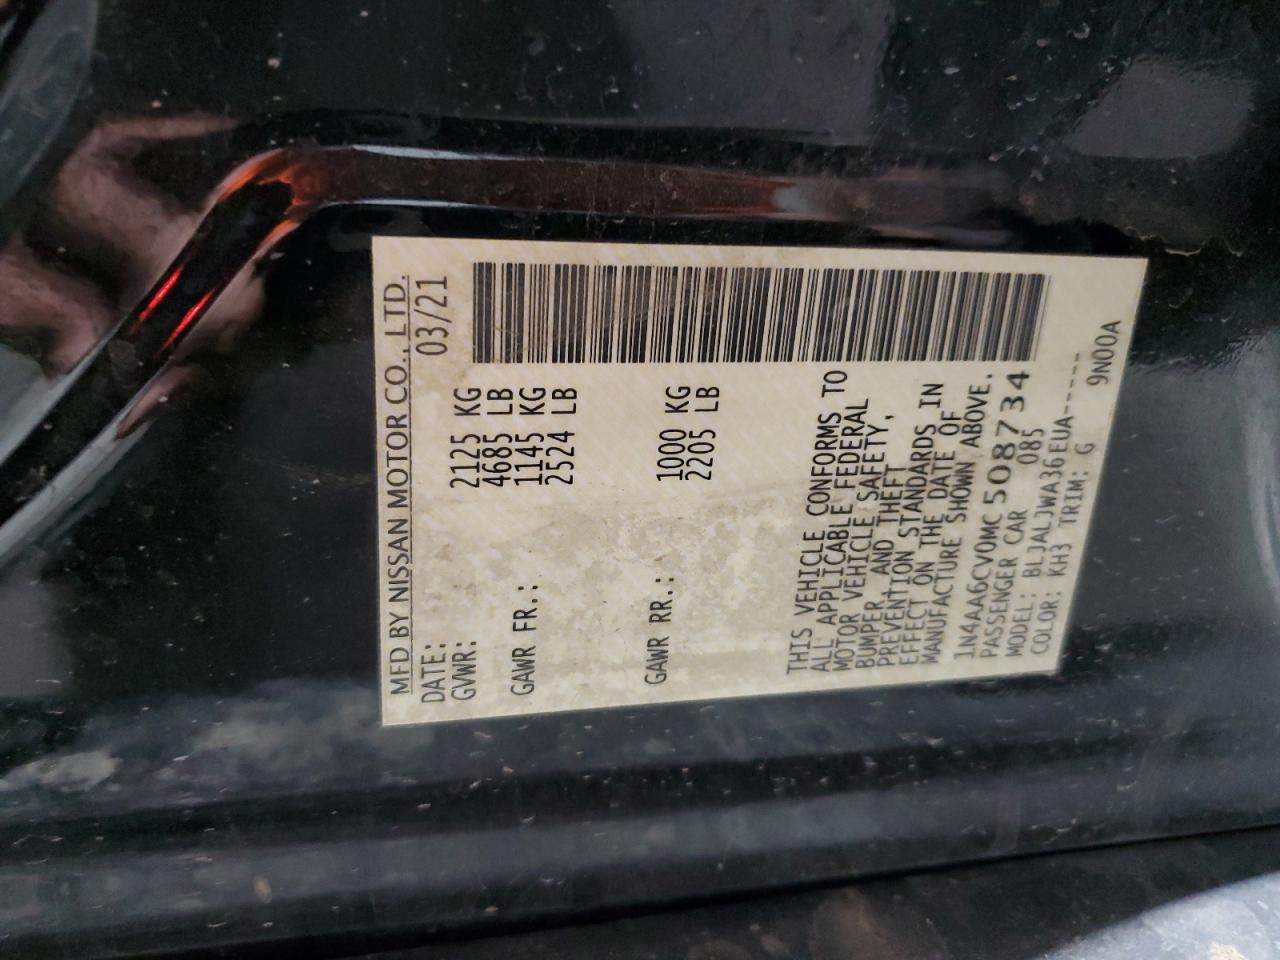 MFD BY NISSAN MOTOR CO., LTD.
DATE: 03/21
GVWR: 2125 KG
4685 LB
GAWR FR.: 1145 KG
2524 LB
GAWR RR.: 1000 KG
2205 LB
THIS VEHICLE CONFORMS TO
ALL APPLICABLE FEDERAL
MOTOR VEHICLE SAFETY,
BUMPER AND THEFT
PREVENTION STANDARDS IN
EFFECT ON THE DATE OF
MANUFACTURE SHOWN ABOVE.
1N4AA6CV0MC508734
PASSENGER CAR 085
MODEL: BLJALJWA36EUA------
COLOR: KH3 TRIM: G 9N00A